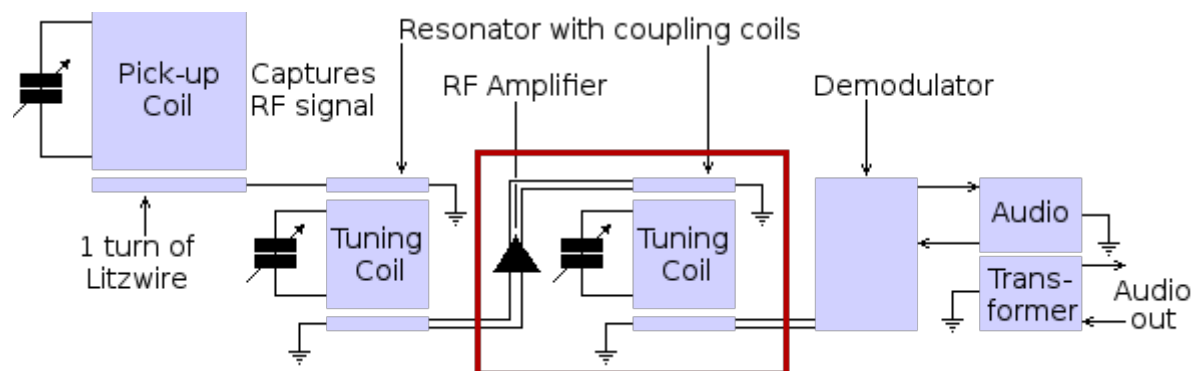 Resonator with coupling coils
Pick-up
Coil
Captures
RF signal
RF Amplifier
Demodulator
1 turn of
Litzwire
Tuning
Coil
Tuning
Coil
Audio
Trans-
former
Audio
out